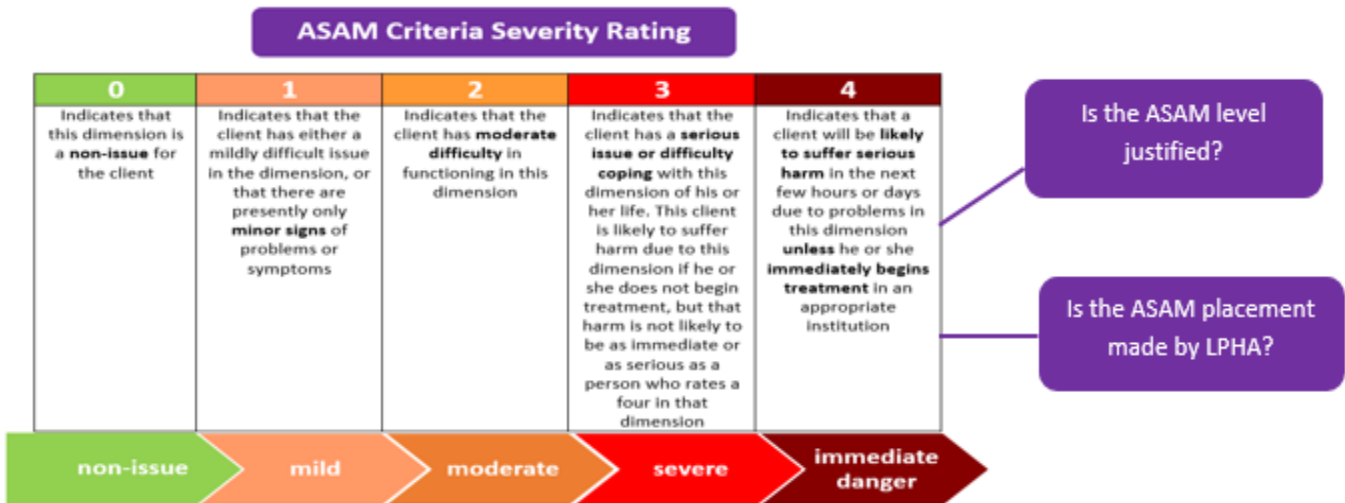 ASAM Criteria Severity Rating
0
Indicates that
this dimension is
a non-issue for
the client
1
Indicates that the
client has either a
mildly difficult issue
in the dimension, or
that there are
presently only
minor signs of
problems or
symptoms
2
Indicates that the
client has moderate
difficulty in
functioning in this
dimension
3
Indicates that the
client has a serious
issue or difficulty
coping with this
dimension of his or
her life. This client
is likely to suffer
harm due to this
dimension if he or
she does not begin
treatment, but that
harm is not likely to
be as immediate or
as serious as a
person who rates a
four in that
dimension
4
Indicates that a
client will be likely
to suffer serious
harm in the next
few hours or days
due to problems in
this dimension
unless he or she
immediately begins
treatment in an
appropriate
institution
non-issue
mild
moderate
severe
immediate
danger
Is the ASAM level
justified?
Is the ASAM placement
made by LPHA?